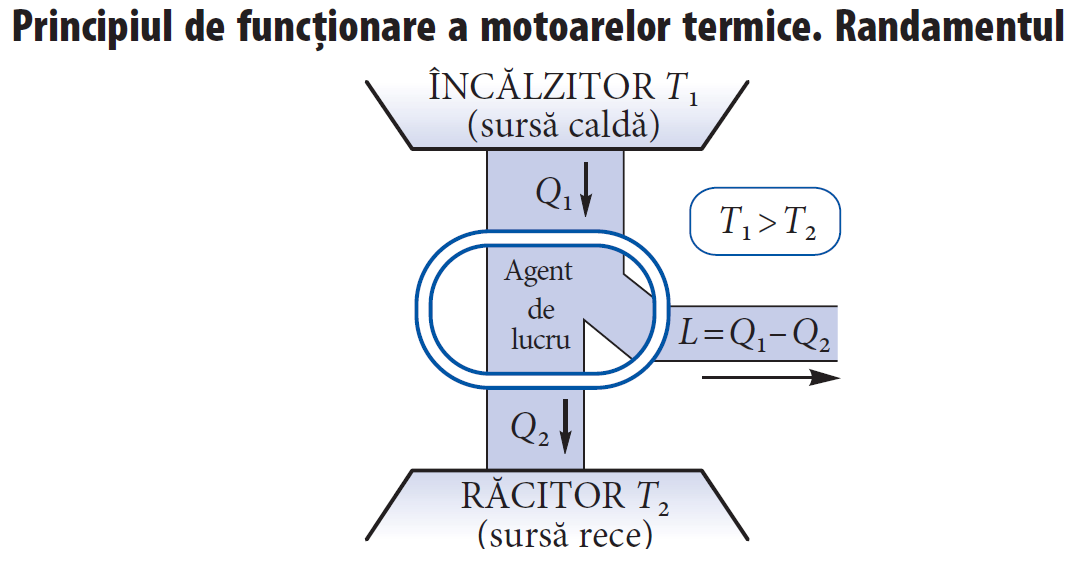 Principiul de funcționare a motoarelor termice. Randamentul
ÎNCĂLZITOR T₁
(sursă caldă)
Q₁
T₁ > T₂
Agent
de
lucru
L = Q₁ – Q₂
Q₂
RĂCITOR T₂
(sursă rece)